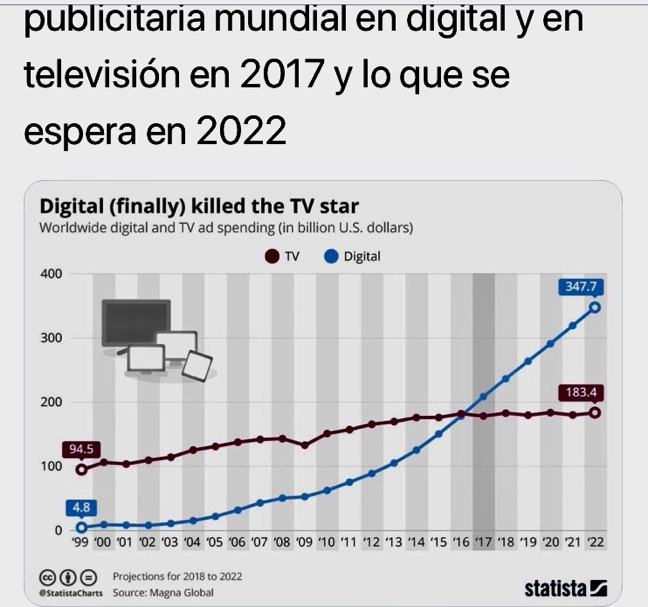 publicitaria mundial en digital y en
televisión en 2017 y lo que se
espera en 2022
Digital (finally) killed the TV star
Worldwide digital and TV ad spending (in billion U.S. dollars)
TV Digital
400
347.7
300
200
183.4
94.5
100
4.8
0
'99 '00 '01 '02 '03 '04 '05 '06 '07 '08 '09 '10 '11 '12 '13 '14 '15 '16 '17 '18 '19 '20 '21 '22
Projections for 2018 to 2022
@StatistaCharts Source: Magna Global
statista